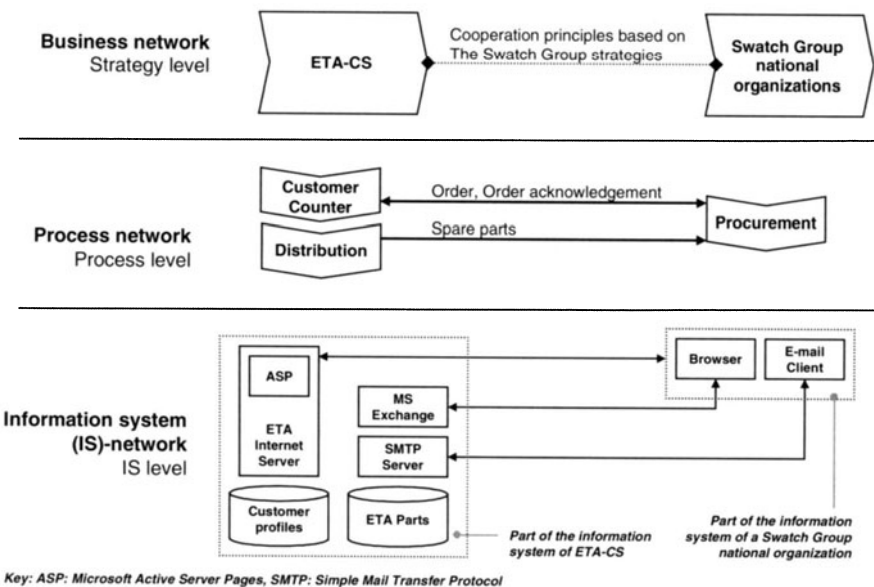 Business network
Strategy level
ETA-CS
Cooperation principles based on
The Swatch Group strategies
Swatch Group
national
organizations
Process network
Process level
Customer
Counter
Distribution
Order, Order acknowledgement
Spare parts
Procurement
Information system
(IS)-network
IS level
ASP
ETA
Internet
Server
MS
Exchange
SMTP
Server
Customer
profiles
ETA Parts
Browser
E-mail
Client
Part of the information
system of ETA-CS
Part of the information
system of a Swatch Group
national organization
Key: ASP: Microsoft Active Server Pages, SMTP: Simple Mail Transfer Protocol